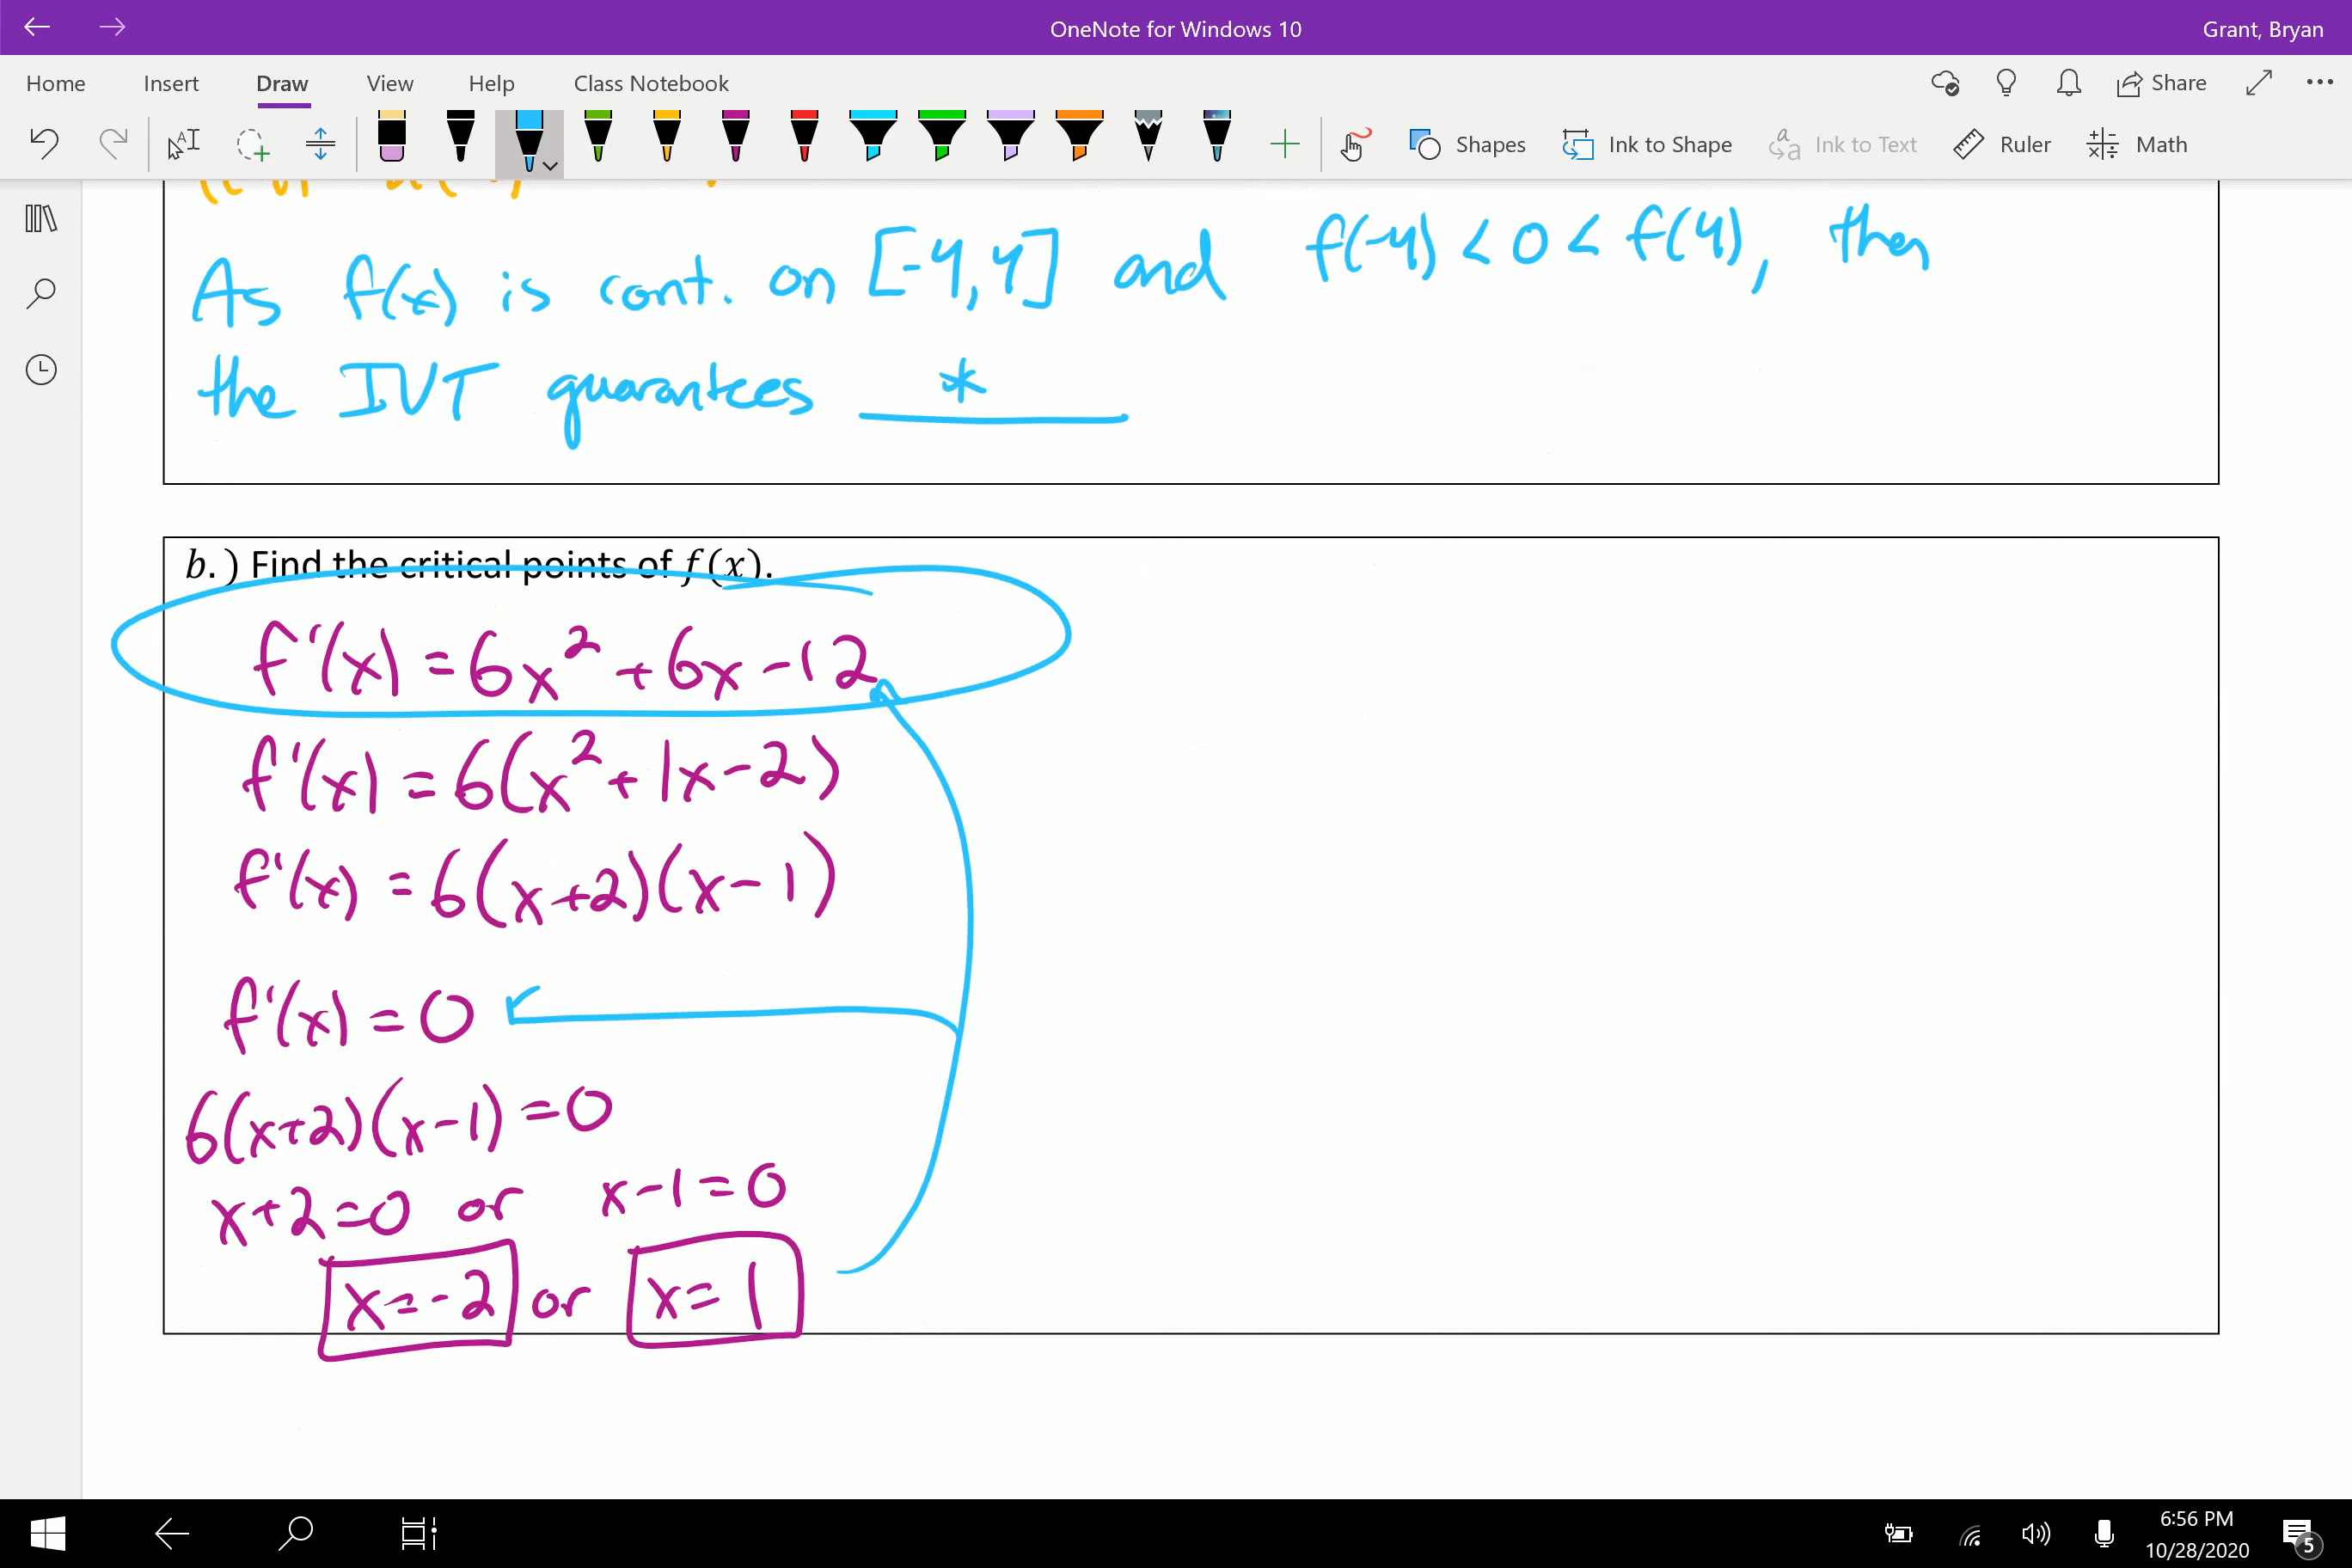 OneNote for Windows 10
Grant, Bryan
Home Insert Draw View Help Class Notebook Share
Shapes Ink to Shape Ink to Text Ruler Math
As f(x) is cont. on [-4,4] and f(-4) < 0 < f(4), then
the IVT guarantees *
b.) Find the critical points of f(x).
f'(x) = 6x² + 6x - 12
f'(x) = 6(x² + 1x - 2)
f'(x) = 6(x+2)(x-1)
f'(x) = 0
6(x+2)(x-1) = 0
x+2=0 or x-1=0
x=-2 or x=1
6:56 PM
10/28/2020
5